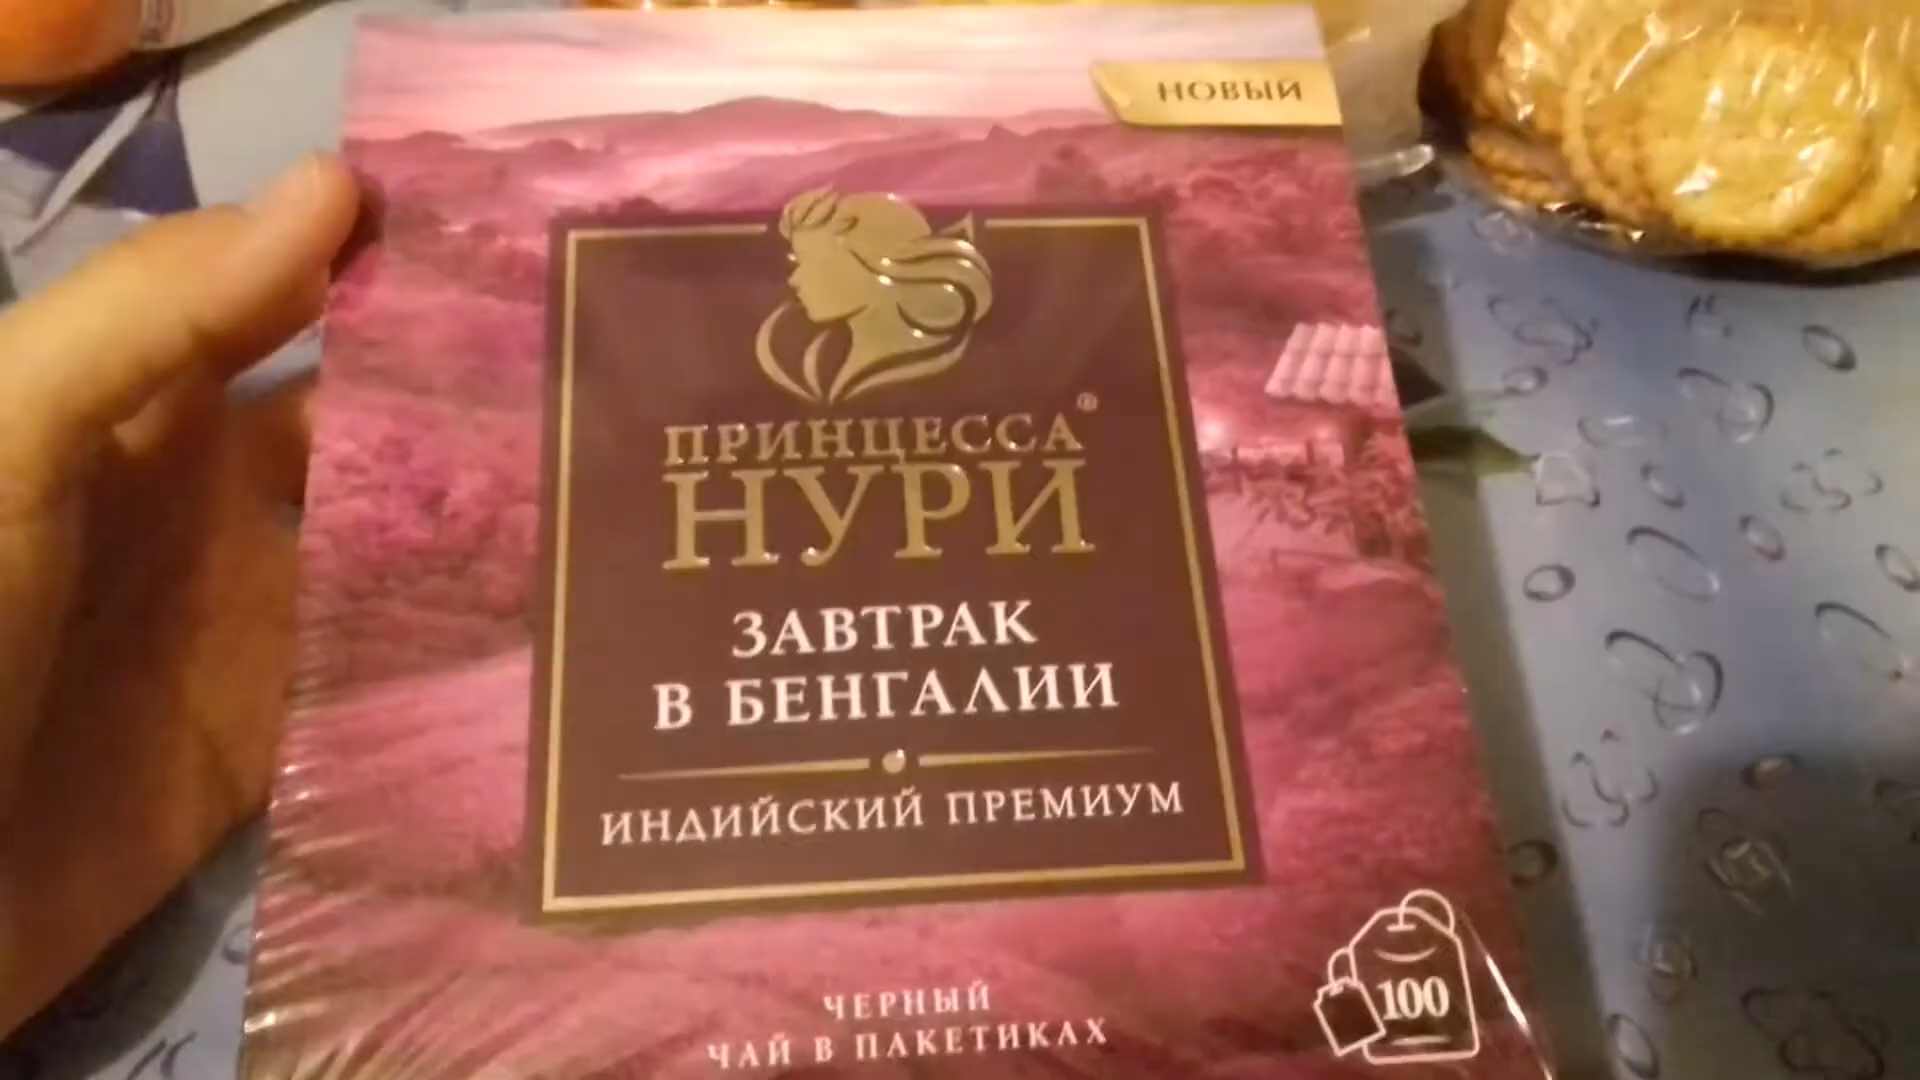 НОВЫЙ
ПРИНЦЕССА®
НУРИ
ЗАВТРАК
В БЕНГАЛИИ
ИНДИЙСКИЙ ПРЕМИУМ
ЧЕРНЫЙ
ЧАЙ В ПАКЕТИКАХ
100